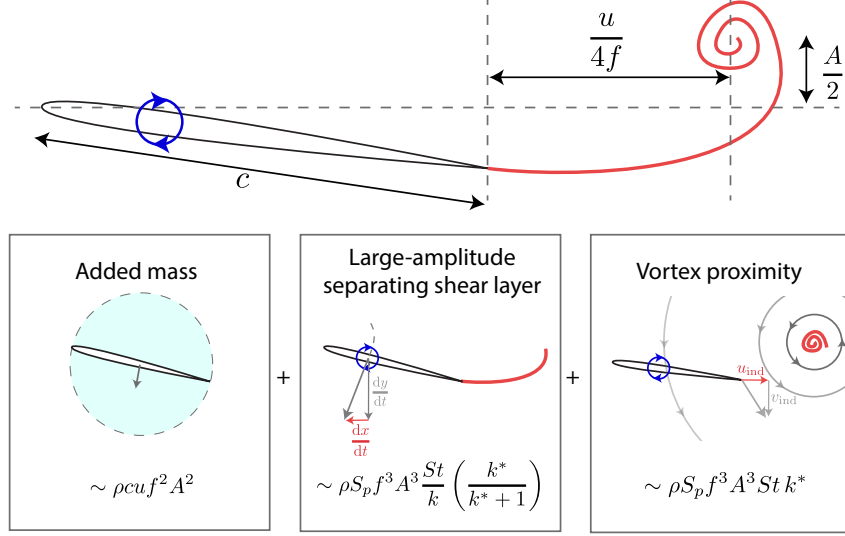 u/4f
A/2
c
Added mass
∼ ρcuf²A²
+
Large-amplitude
separating shear layer
dy/dt
dx/dt
∼ ρS_p f³A³ St/k (k*/(k* + 1))
+
Vortex proximity
u_ind
v_ind
∼ ρS_p f³A³ St k*